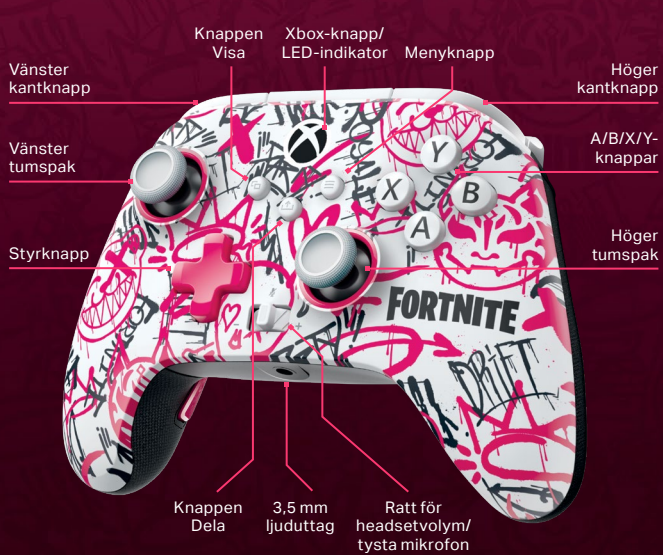 Knappen
Visa
Xbox-knapp/
LED-indikator
Menyknapp
Vänster
kantknapp
Höger
kantknapp
Vänster
tumspak
A/B/X/Y-
knappar
Y
X
B
A
Styrknapp
Höger
tumspak
FORTNITE
DRIFT
Knappen
Dela
3,5 mm
ljuduttag
Ratt för
headsetvolym/
tysta mikrofon